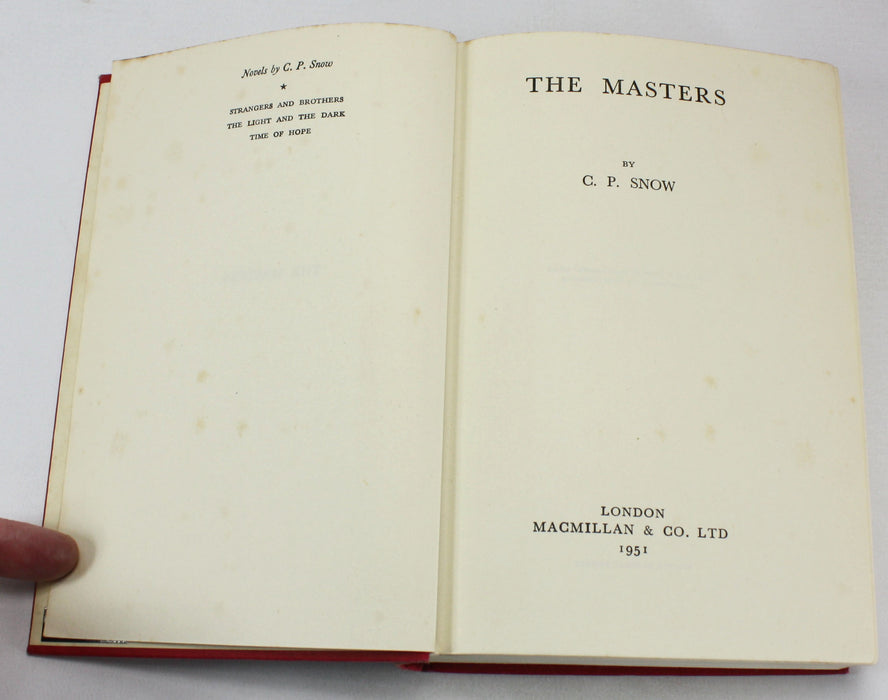 Novels by C. P. Snow
★
STRANGERS AND BROTHERS
THE LIGHT AND THE DARK
TIME OF HOPE
THE MASTERS
BY
C. P. SNOW
LONDON
MACMILLAN & CO. LTD
1951